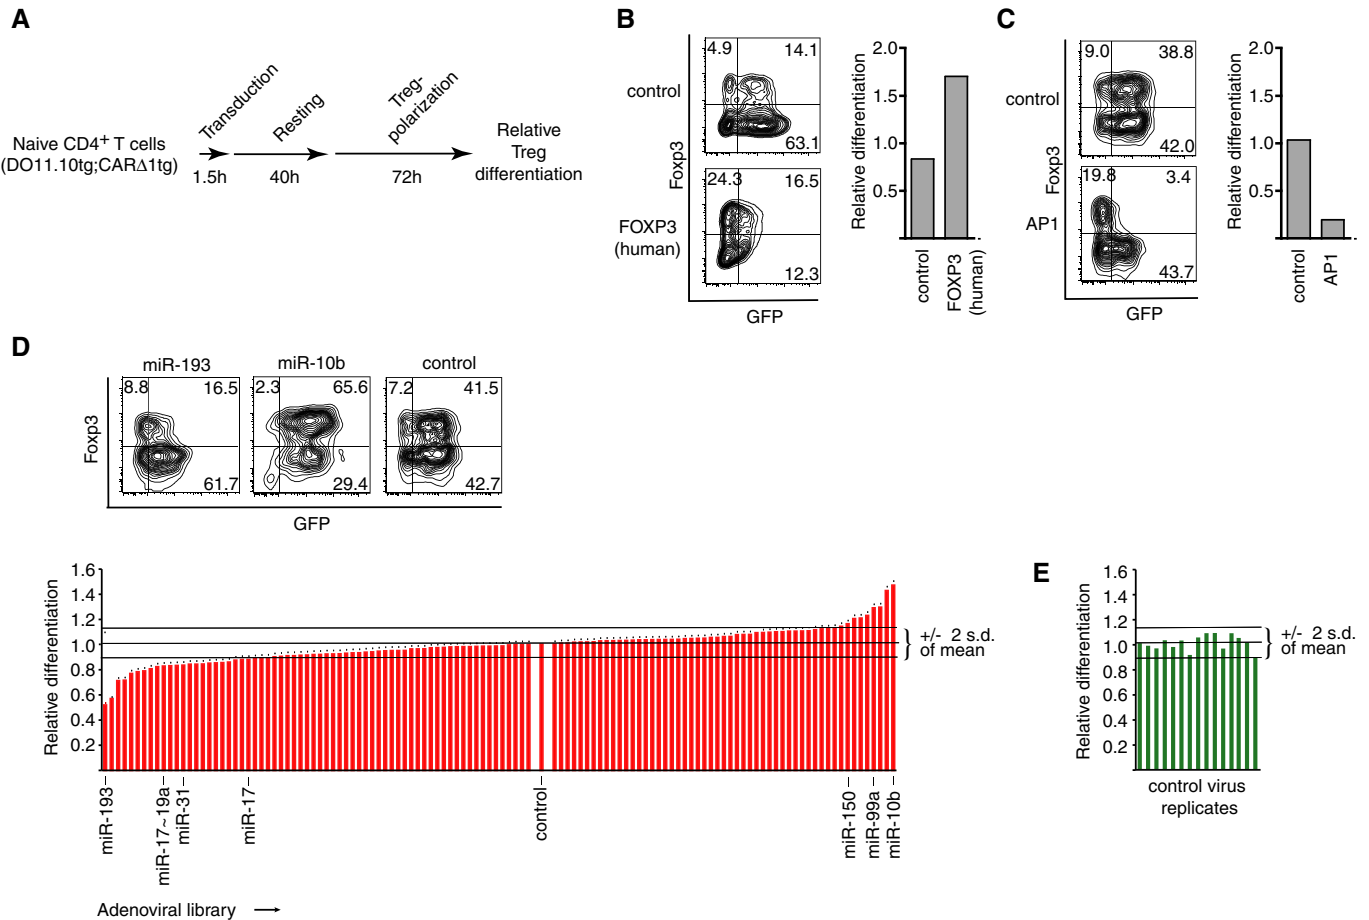 A
Transduction
Resting
Treg-
polarization
Naive CD4+ T cells
(DO11.10tg;CARΔ1tg)
1.5h
40h
72h
Relative
Treg
differentiation
B
control
4.9
14.1
63.1
FOXP3
(human)
24.3
16.5
12.3
Foxp3
GFP
Relative differentiation
2.0
1.5
1.0
0.5
control
FOXP3
(human)
C
control
9.0
38.8
42.0
AP1
19.8
3.4
43.7
Foxp3
GFP
Relative differentiation
2.0
1.5
1.0
0.5
control
AP1
D
miR-193
miR-10b
control
8.8
16.5
61.7
2.3
65.6
29.4
7.2
41.5
42.7
Foxp3
GFP
Relative differentiation
1.6
1.4
1.2
1.0
0.8
0.6
0.4
0.2
+/- 2 s.d.
of mean
miR-193
miR-17~19a
miR-31
miR-17
control
miR-150
miR-99a
miR-10b
Adenoviral library
E
Relative differentiation
1.6
1.4
1.2
1.0
0.8
0.6
0.4
0.2
+/- 2 s.d.
of mean
control virus
replicates